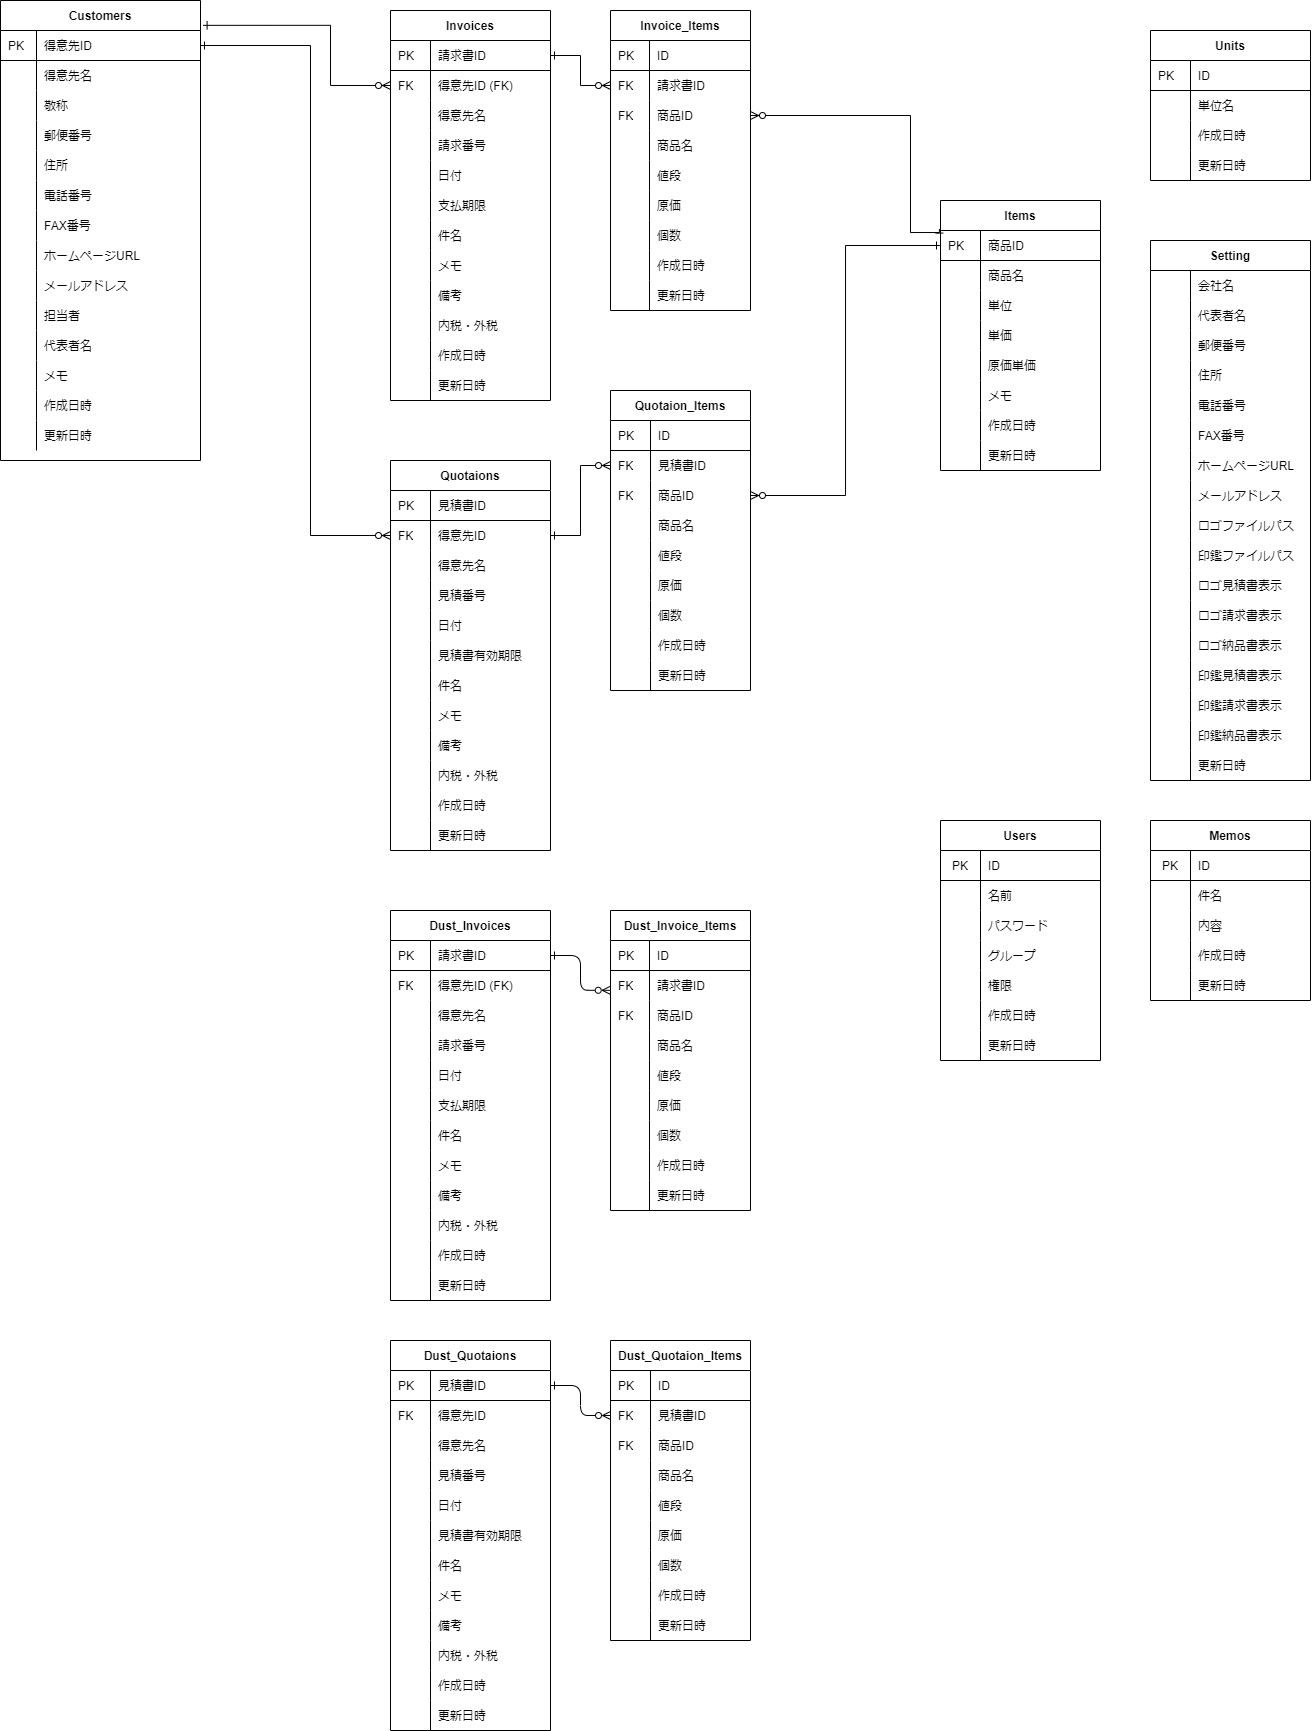 Customers
PK 得意先ID
得意先名
敬称
郵便番号
住所
電話番号
FAX番号
ホームページURL
メールアドレス
担当者
代表者名
メモ
作成日時
更新日時
Invoices
PK 請求書ID
FK 得意先ID (FK)
得意先名
請求番号
日付
支払期限
件名
メモ
備考
内税・外税
作成日時
更新日時
Invoice_Items
PK ID
FK 請求書ID
FK 商品ID
商品名
値段
原価
個数
作成日時
更新日時
Items
PK 商品ID
商品名
単位
単価
原価単価
メモ
作成日時
更新日時
Units
PK ID
単位名
作成日時
更新日時
Setting
会社名
代表者名
郵便番号
住所
電話番号
FAX番号
ホームページURL
メールアドレス
ロゴファイルパス
印鑑ファイルパス
ロゴ見積書表示
ロゴ請求書表示
ロゴ納品書表示
印鑑見積書表示
印鑑請求書表示
印鑑納品書表示
更新日時
Quotaions
PK 見積書ID
FK 得意先ID
得意先名
見積番号
日付
見積書有効期限
件名
メモ
備考
内税・外税
作成日時
更新日時
Quotaion_Items
PK ID
FK 見積書ID
FK 商品ID
商品名
値段
原価
個数
作成日時
更新日時
Users
PK ID
名前
パスワード
グループ
権限
作成日時
更新日時
Memos
PK ID
件名
内容
作成日時
更新日時
Dust_Invoices
PK 請求書ID
FK 得意先ID (FK)
得意先名
請求番号
日付
支払期限
件名
メモ
備考
内税・外税
作成日時
更新日時
Dust_Invoice_Items
PK ID
FK 請求書ID
FK 商品ID
商品名
値段
原価
個数
作成日時
更新日時
Dust_Quotaions
PK 見積書ID
FK 得意先ID
得意先名
見積番号
日付
見積書有効期限
件名
メモ
備考
内税・外税
作成日時
更新日時
Dust_Quotaion_Items
PK ID
FK 見積書ID
FK 商品ID
商品名
値段
原価
個数
作成日時
更新日時